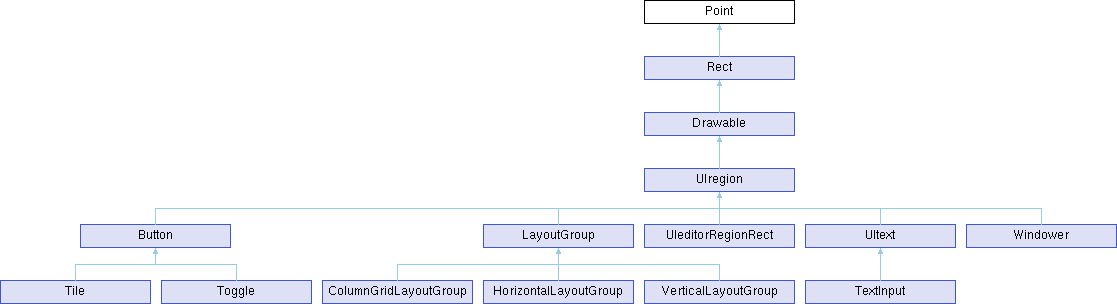 Point
Rect
Drawable
UIregion
Button
LayoutGroup
UIeditorRegionRect
UItext
Windower
Tile
Toggle
ColumnGridLayoutGroup
HorizontalLayoutGroup
VerticalLayoutGroup
TextInput